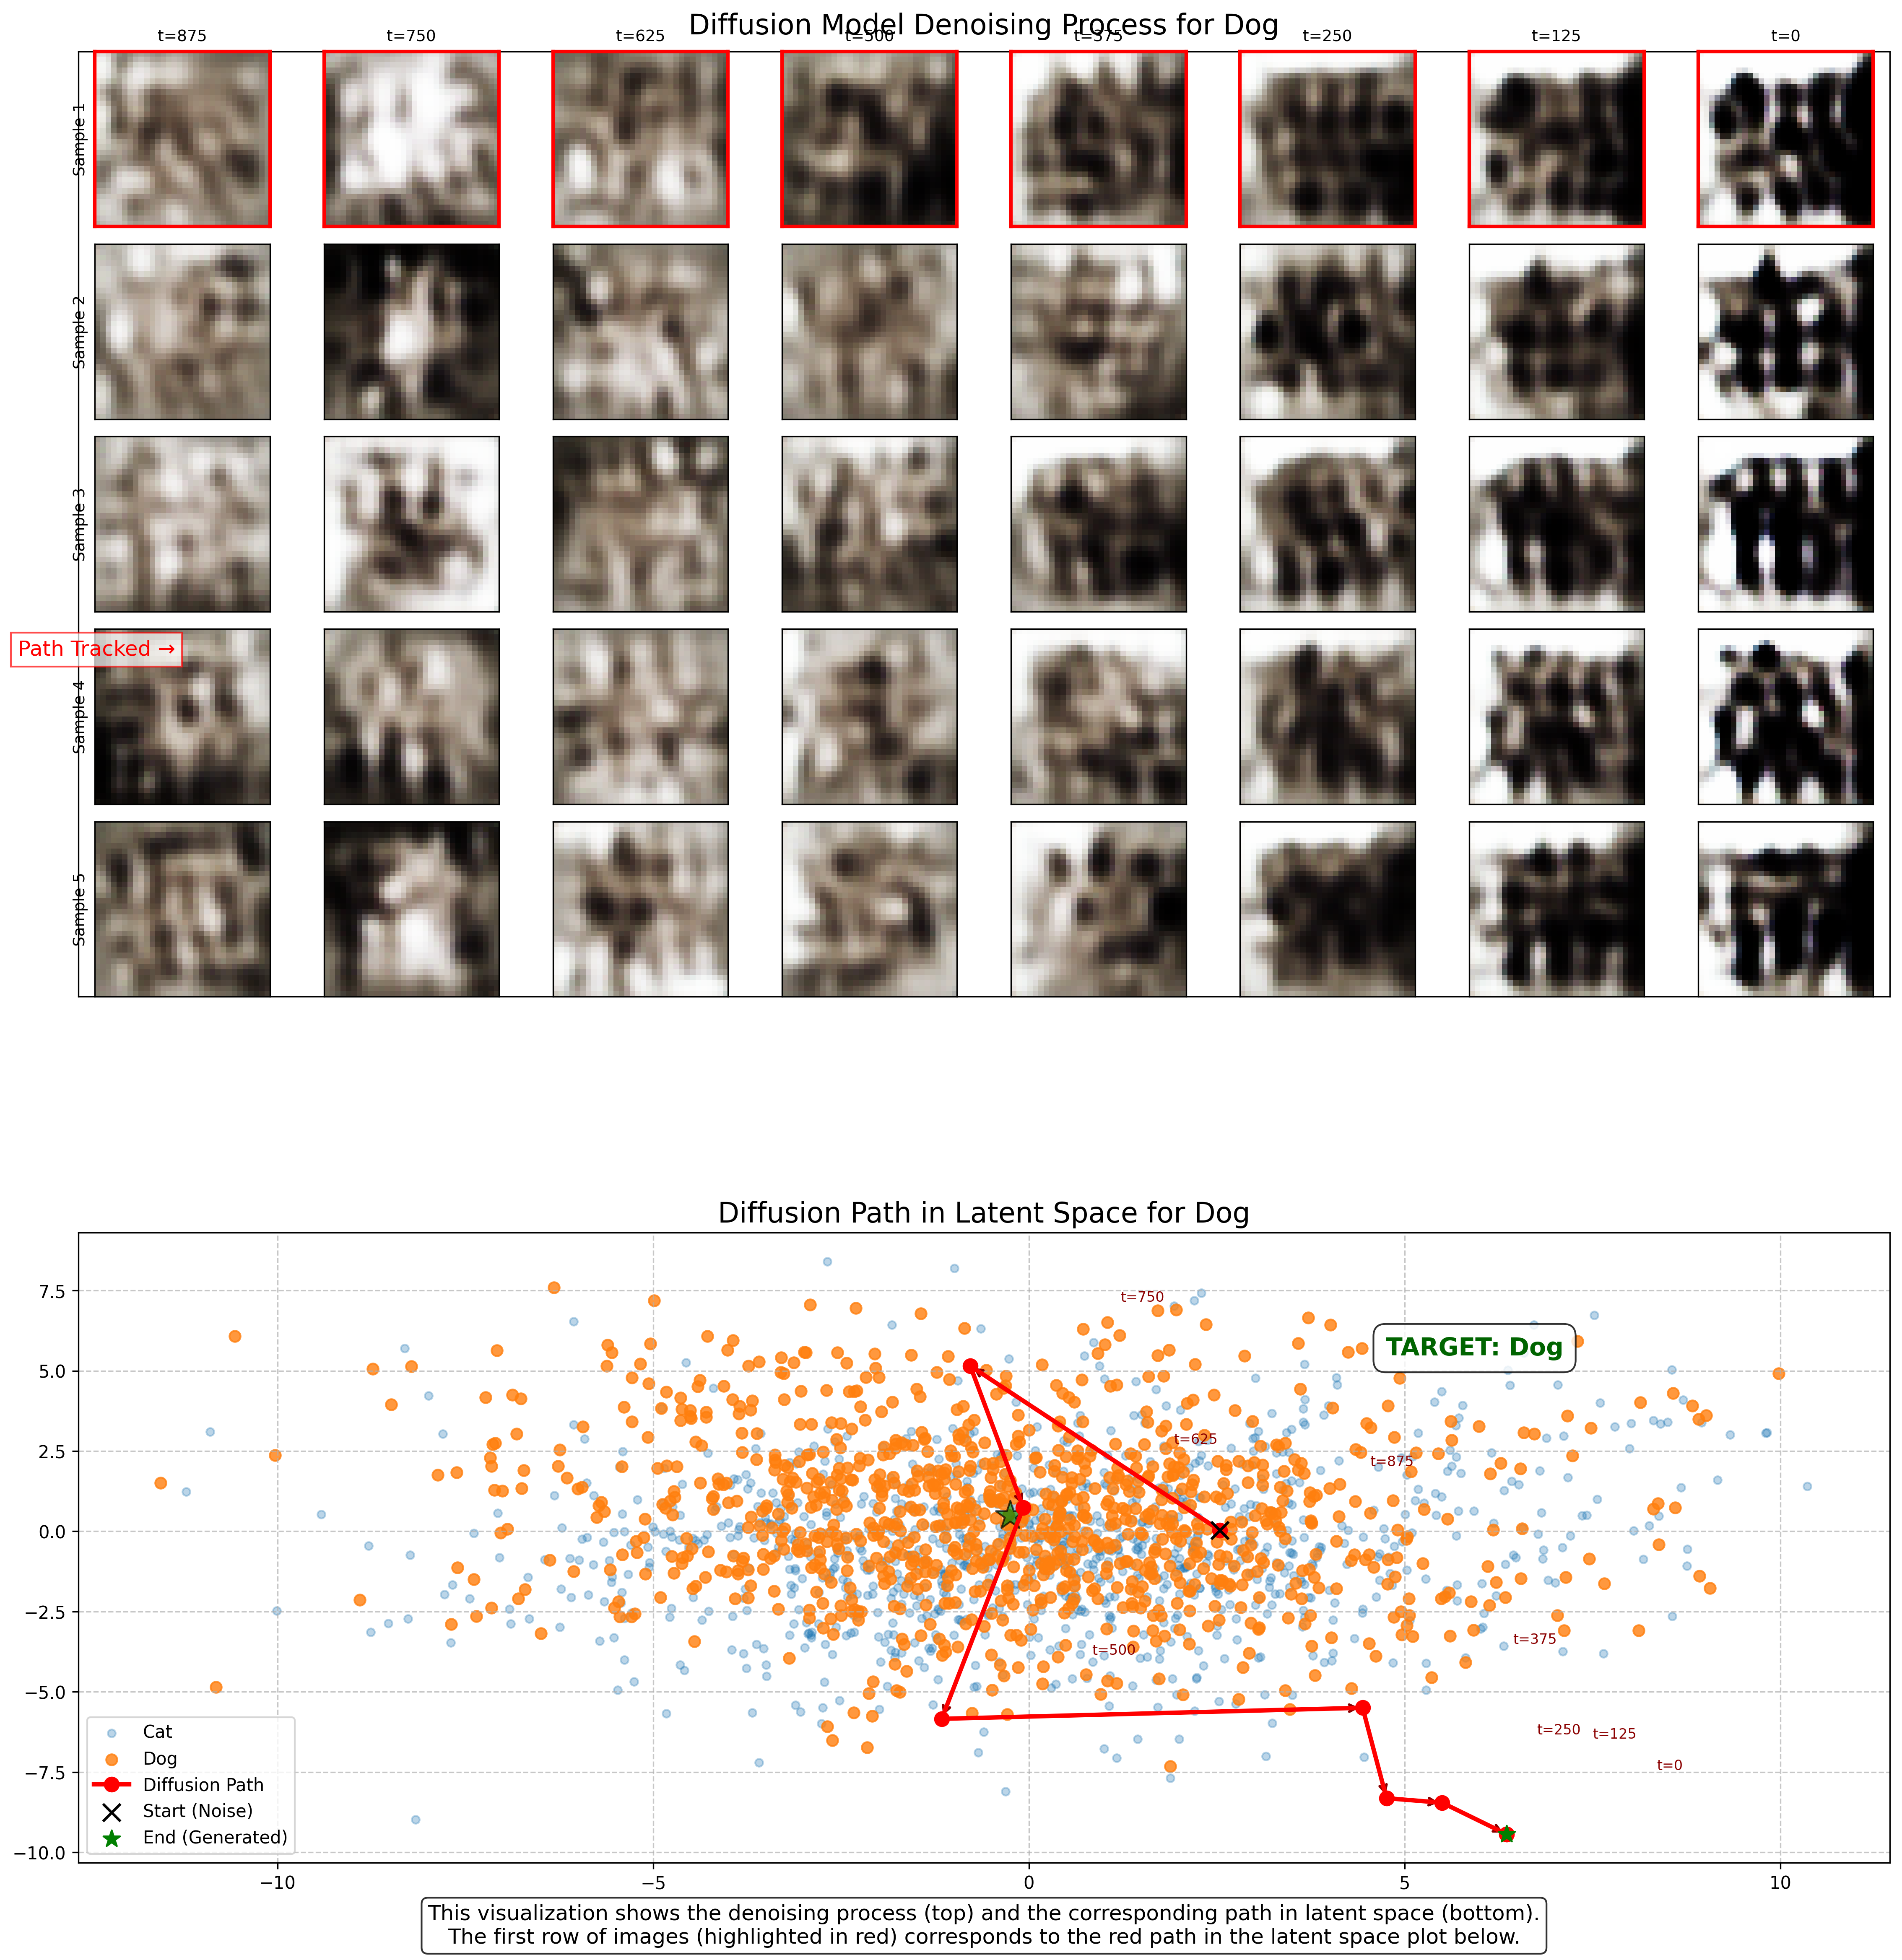 Diffusion Model Denoising Process for Dog
t=875
t=750
t=625
t=500
t=375
t=250
t=125
t=0
Sample 1
Sample 2
Sample 3
Path Tracked →
Sample 4
Sample 5
Diffusion Path in Latent Space for Dog
7.5
5.0
2.5
0.0
−2.5
−5.0
−7.5
−10.0
t=750
TARGET: Dog
t=625
t=875
t=375
t=500
t=250
t=125
t=0
Cat
Dog
Diffusion Path
Start (Noise)
End (Generated)
−10
−5
0
5
10
This visualization shows the denoising process (top) and the corresponding path in latent space (bottom).
The first row of images (highlighted in red) corresponds to the red path in the latent space plot below.